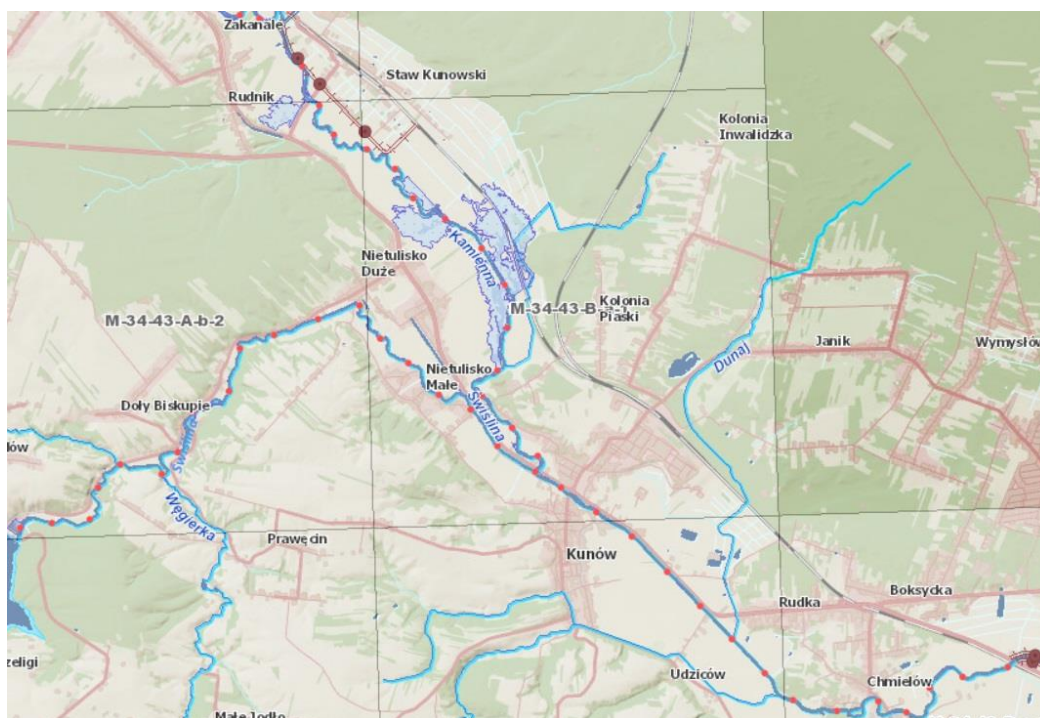 Zakanale
Staw Kunowski
Rudnik
Kolonia
Inwalidzka
Kamienna
Nietulisko
Duże
M-34-43-A-b-2
M-34-43-B
Kolonia
Piaski
Janik
Wymysłów
Dunaj
Nietulisko
Małe
Doły Biskupie
Świślina
Świślina
Węgierka
Prawęcin
Kunów
Boksycka
Rudka
Udziców
Chmielów